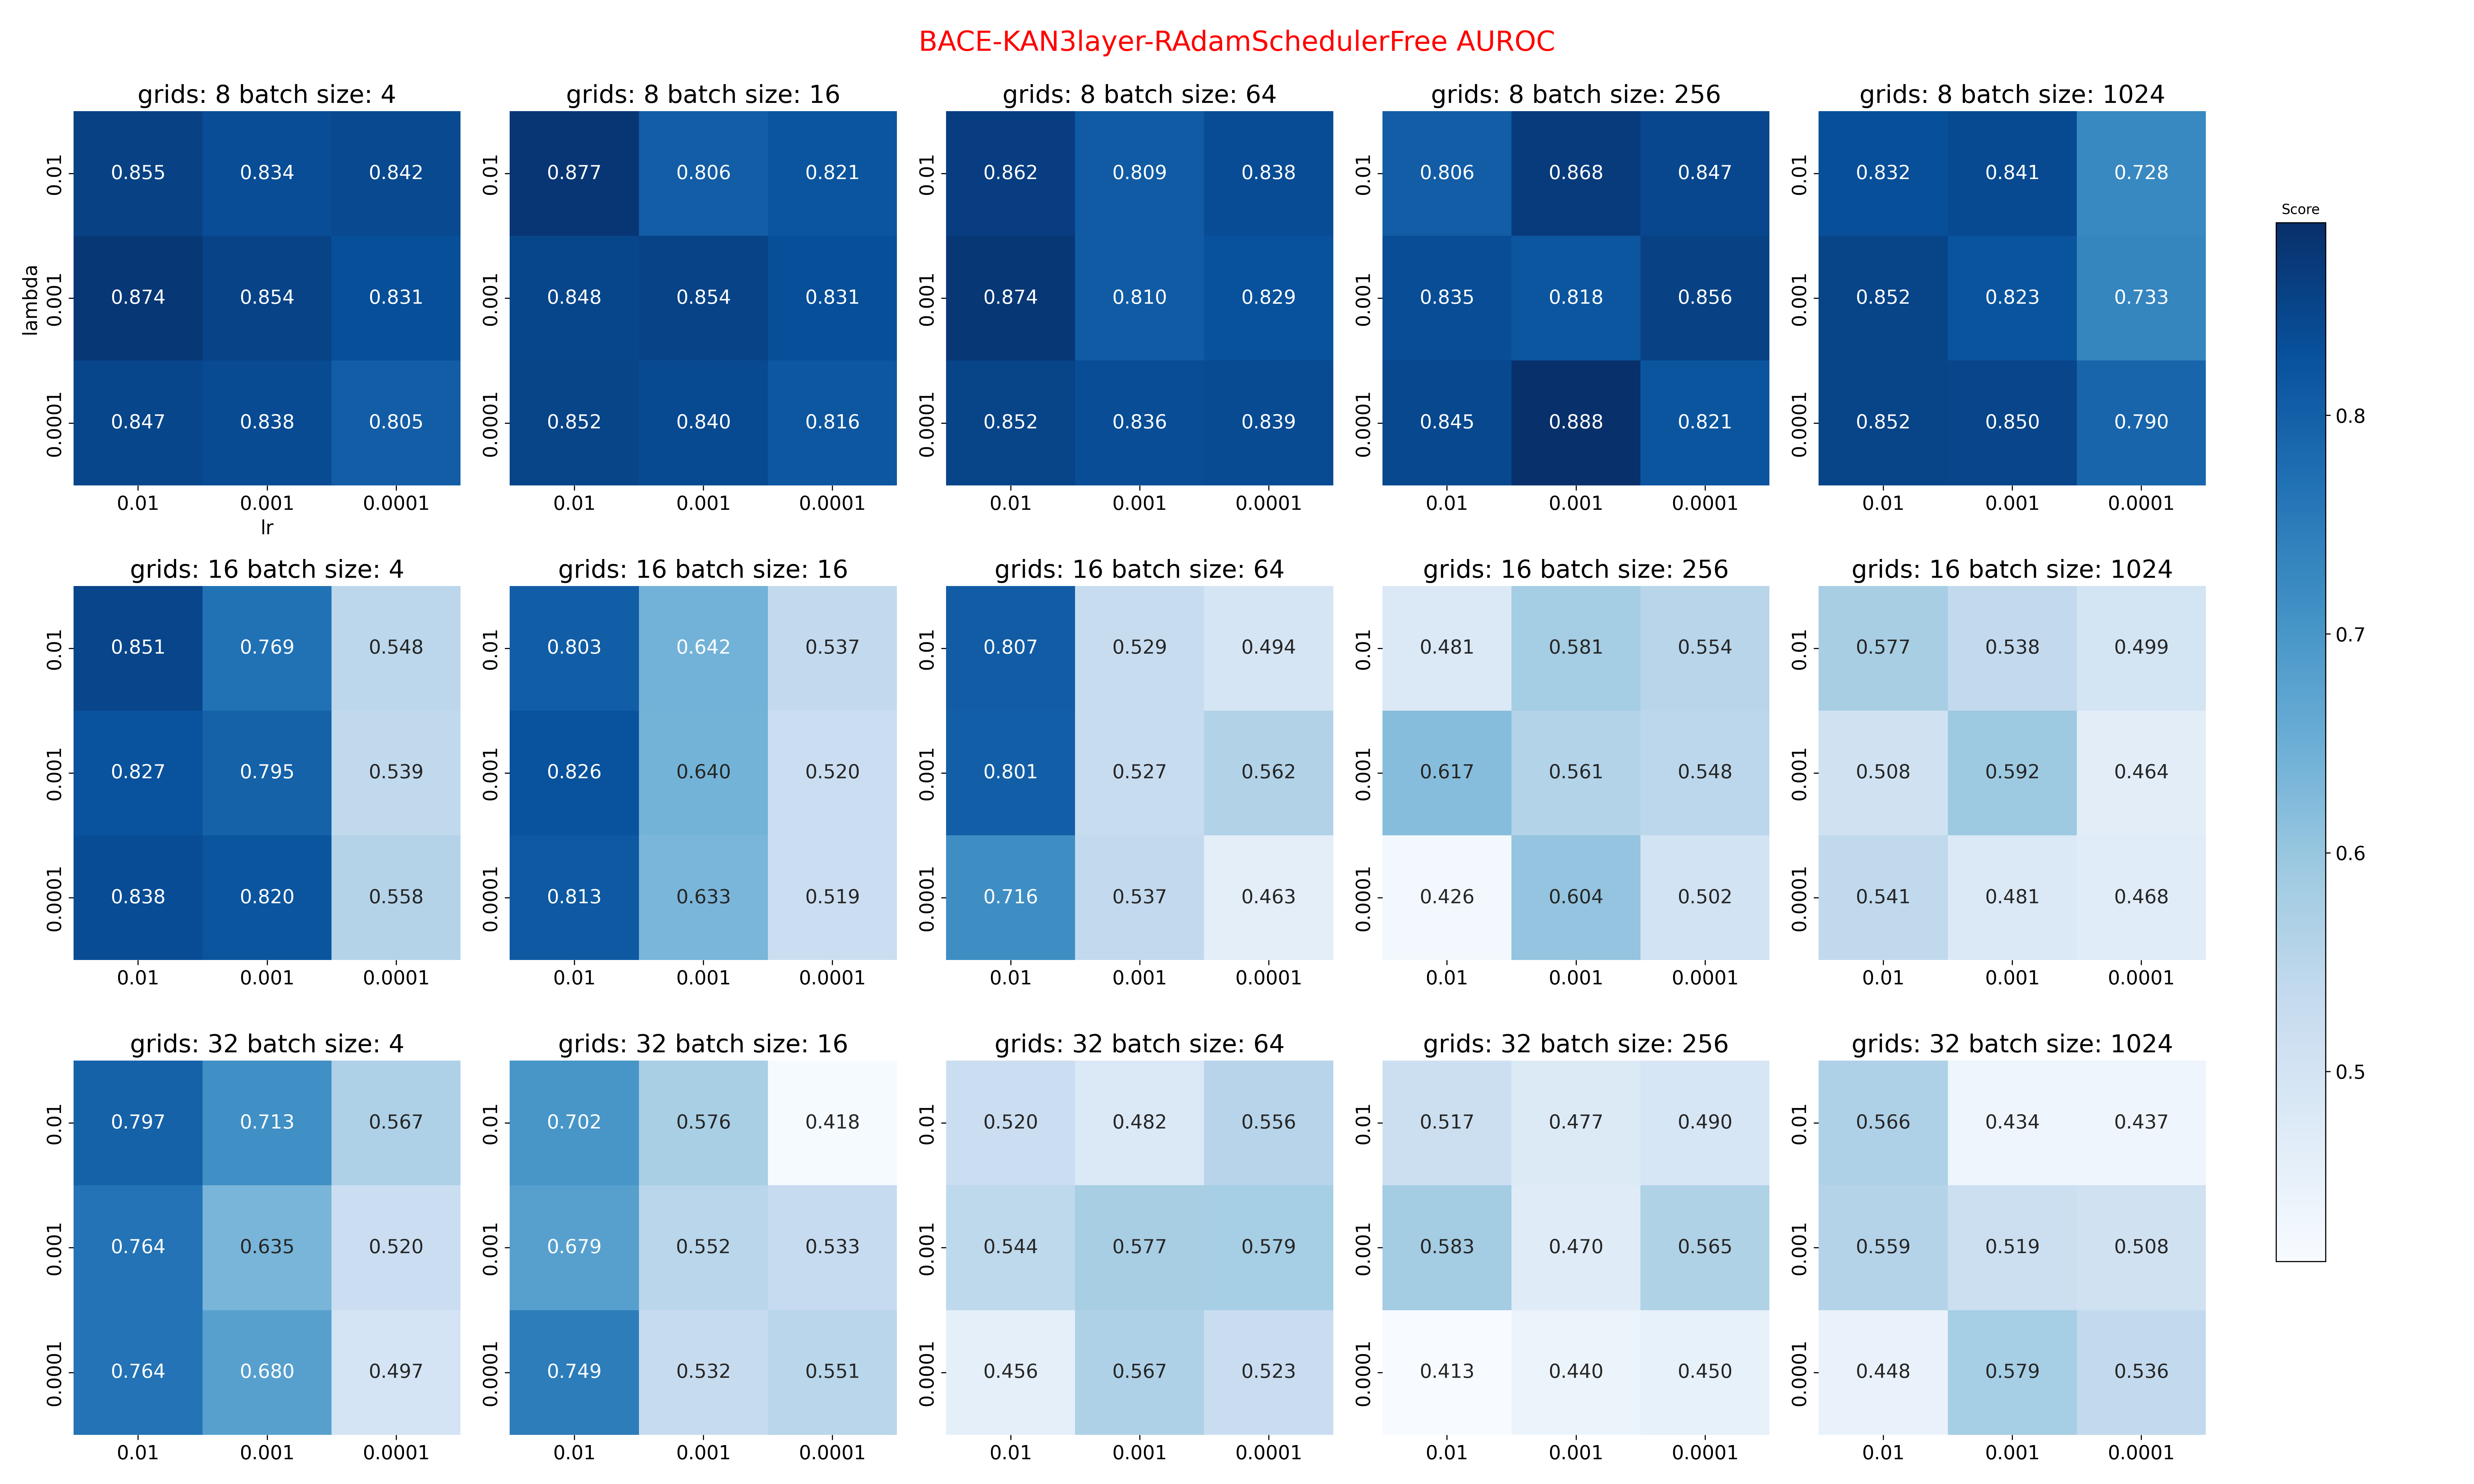 BACE-KAN3layer-RAdamSchedulerFree AUROC
grids: 8 batch size: 4
grids: 8 batch size: 16
grids: 8 batch size: 64
grids: 8 batch size: 256
grids: 8 batch size: 1024
Score
0.01 0.855 0.834 0.842 0.01 0.877 0.806 0.821 0.01 0.862 0.809 0.838 0.01 0.806 0.868 0.847 0.01 0.832 0.841 0.728
lambda
0.001 0.874 0.854 0.831 0.001 0.848 0.854 0.831 0.001 0.874 0.810 0.829 0.001 0.835 0.818 0.856 0.001 0.852 0.823 0.733
0.0001 0.847 0.838 0.805 0.0001 0.852 0.840 0.816 0.0001 0.852 0.836 0.839 0.0001 0.845 0.888 0.821 0.0001 0.852 0.850 0.790
0.01 0.001 0.0001 0.01 0.001 0.0001 0.01 0.001 0.0001 0.01 0.001 0.0001 0.01 0.001 0.0001
lr
grids: 16 batch size: 4
grids: 16 batch size: 16
grids: 16 batch size: 64
grids: 16 batch size: 256
grids: 16 batch size: 1024
0.01 0.851 0.769 0.548 0.01 0.803 0.642 0.537 0.01 0.807 0.529 0.494 0.01 0.481 0.581 0.554 0.01 0.577 0.538 0.499
0.001 0.827 0.795 0.539 0.001 0.826 0.640 0.520 0.001 0.801 0.527 0.562 0.001 0.617 0.561 0.548 0.001 0.508 0.592 0.464
0.0001 0.838 0.820 0.558 0.0001 0.813 0.633 0.519 0.0001 0.716 0.537 0.463 0.0001 0.426 0.604 0.502 0.0001 0.541 0.481 0.468
0.01 0.001 0.0001 0.01 0.001 0.0001 0.01 0.001 0.0001 0.01 0.001 0.0001 0.01 0.001 0.0001
grids: 32 batch size: 4
grids: 32 batch size: 16
grids: 32 batch size: 64
grids: 32 batch size: 256
grids: 32 batch size: 1024
0.01 0.797 0.713 0.567 0.01 0.702 0.576 0.418 0.01 0.520 0.482 0.556 0.01 0.517 0.477 0.490 0.01 0.566 0.434 0.437
0.001 0.764 0.635 0.520 0.001 0.679 0.552 0.533 0.001 0.544 0.577 0.579 0.001 0.583 0.470 0.565 0.001 0.559 0.519 0.508
0.0001 0.764 0.680 0.497 0.0001 0.749 0.532 0.551 0.0001 0.456 0.567 0.523 0.0001 0.413 0.440 0.450 0.0001 0.448 0.579 0.536
0.01 0.001 0.0001 0.01 0.001 0.0001 0.01 0.001 0.0001 0.01 0.001 0.0001 0.01 0.001 0.0001
0.8
0.7
0.6
0.5